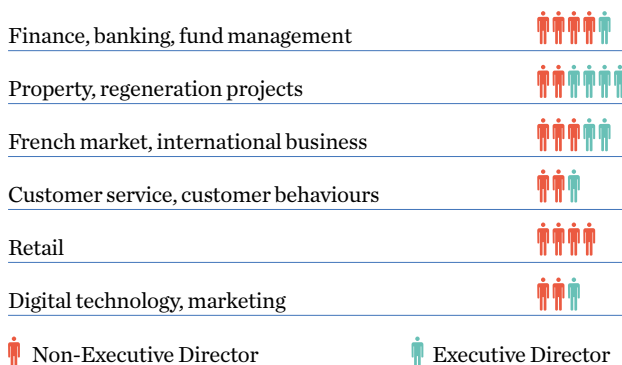 Finance, banking, fund management
Property, regeneration projects
French market, international business
Customer service, customer behaviours
Retail
Digital technology, marketing
Non-Executive Director
Executive Director